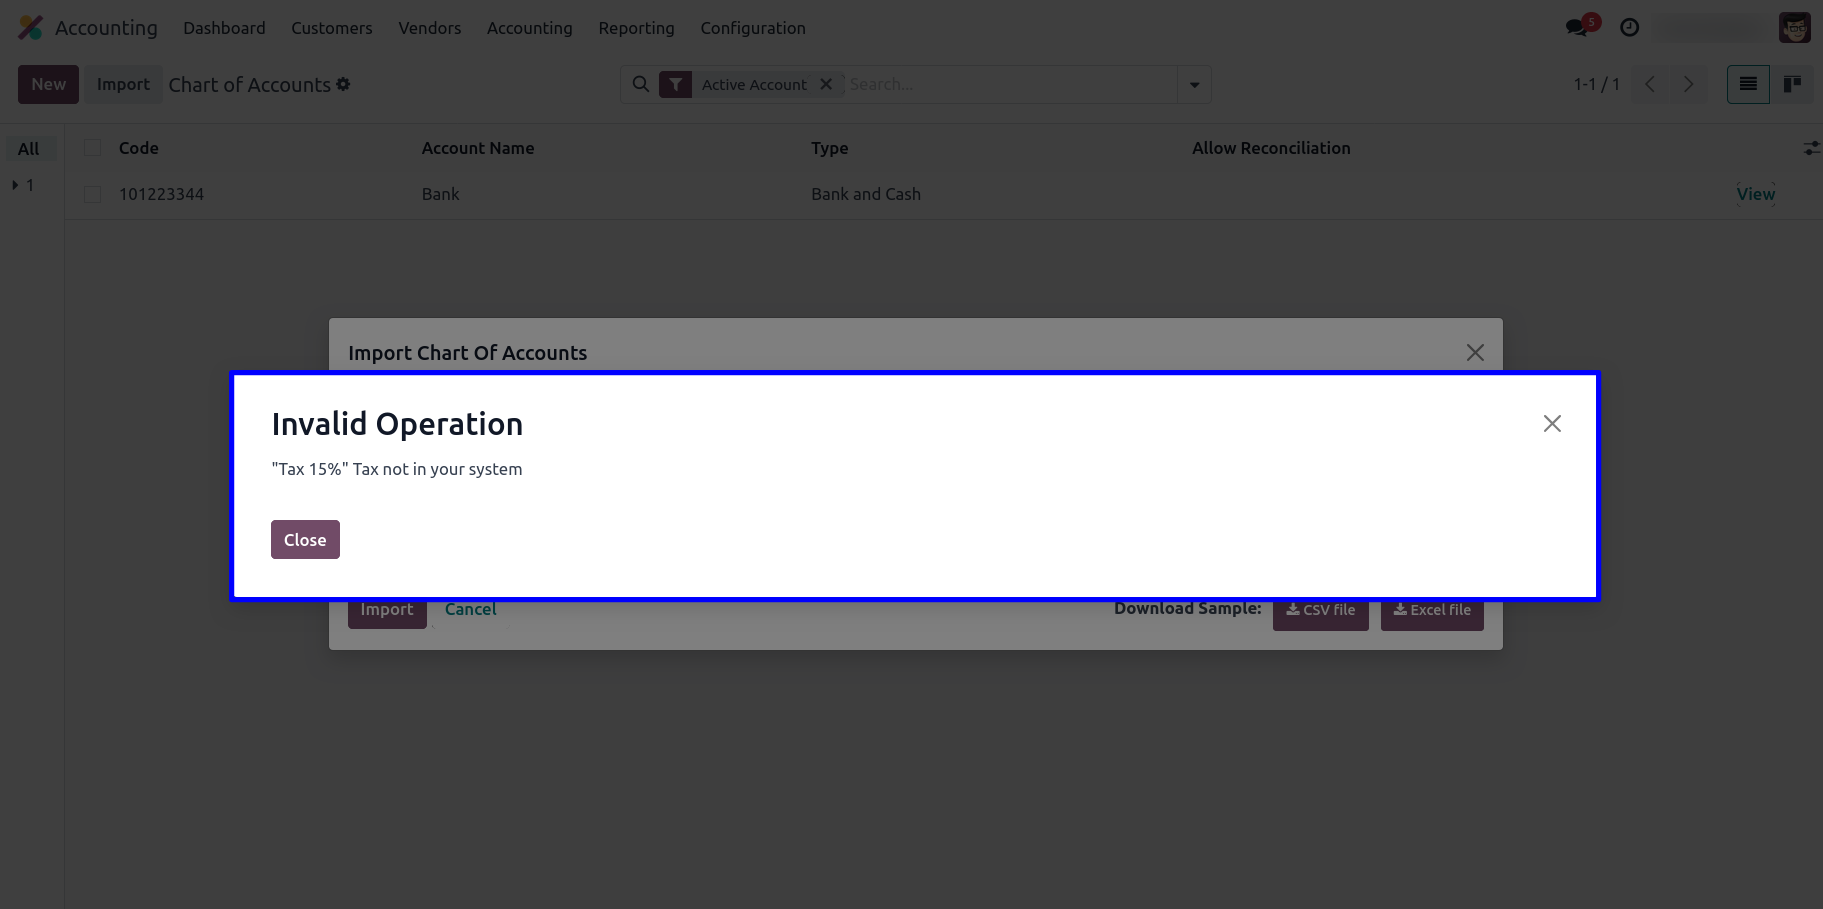 Accounting Dashboard Customers Vendors Accounting Reporting Configuration 5
New Import Chart of Accounts Active Account Search... 1-1 / 1
All Code Account Name Type Allow Reconciliation
1 101223344 Bank Bank and Cash View
Import Chart Of Accounts
Invalid Operation
"Tax 15%" Tax not in your system
Close
Import Cancel Download Sample: CSV file Excel file